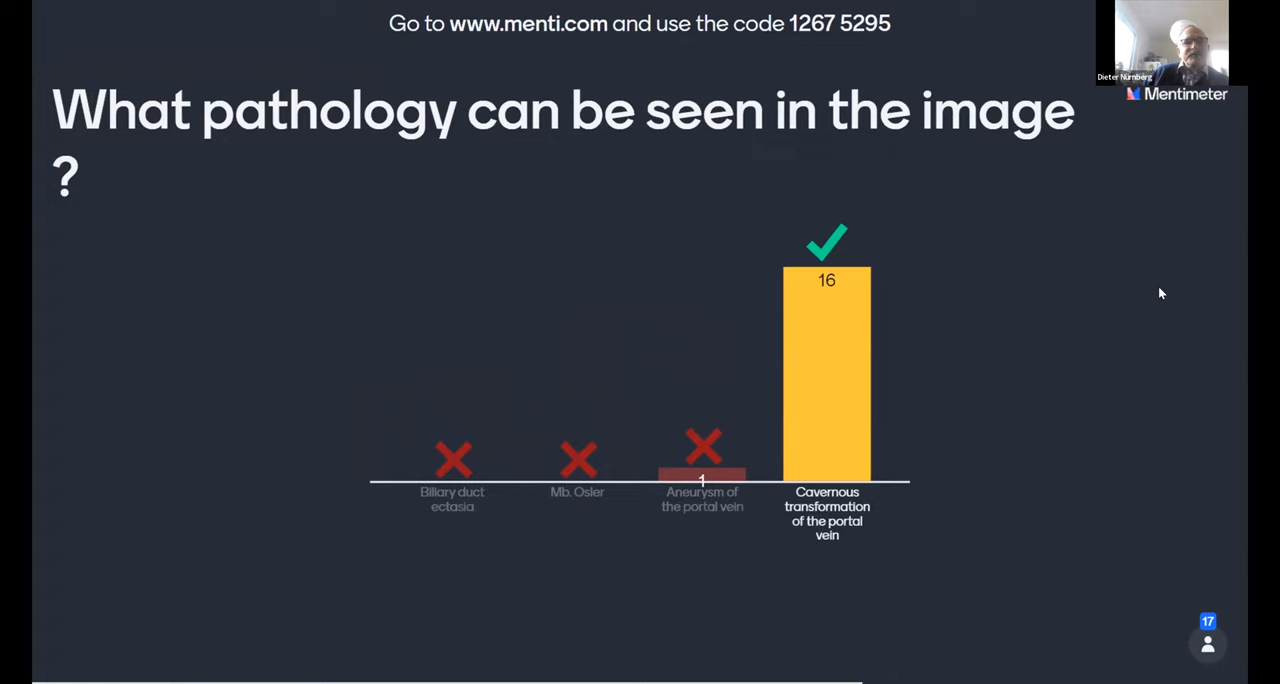 Go to www.menti.com and use the code 1267 5295
Dieter Nürnberg
Mentimeter
What pathology can be seen in the image
?
16
1
Biliary duct
ectasia
Mb. Osler
Aneurysm of
the portal vein
Cavernous
transformation
of the portal
vein
17